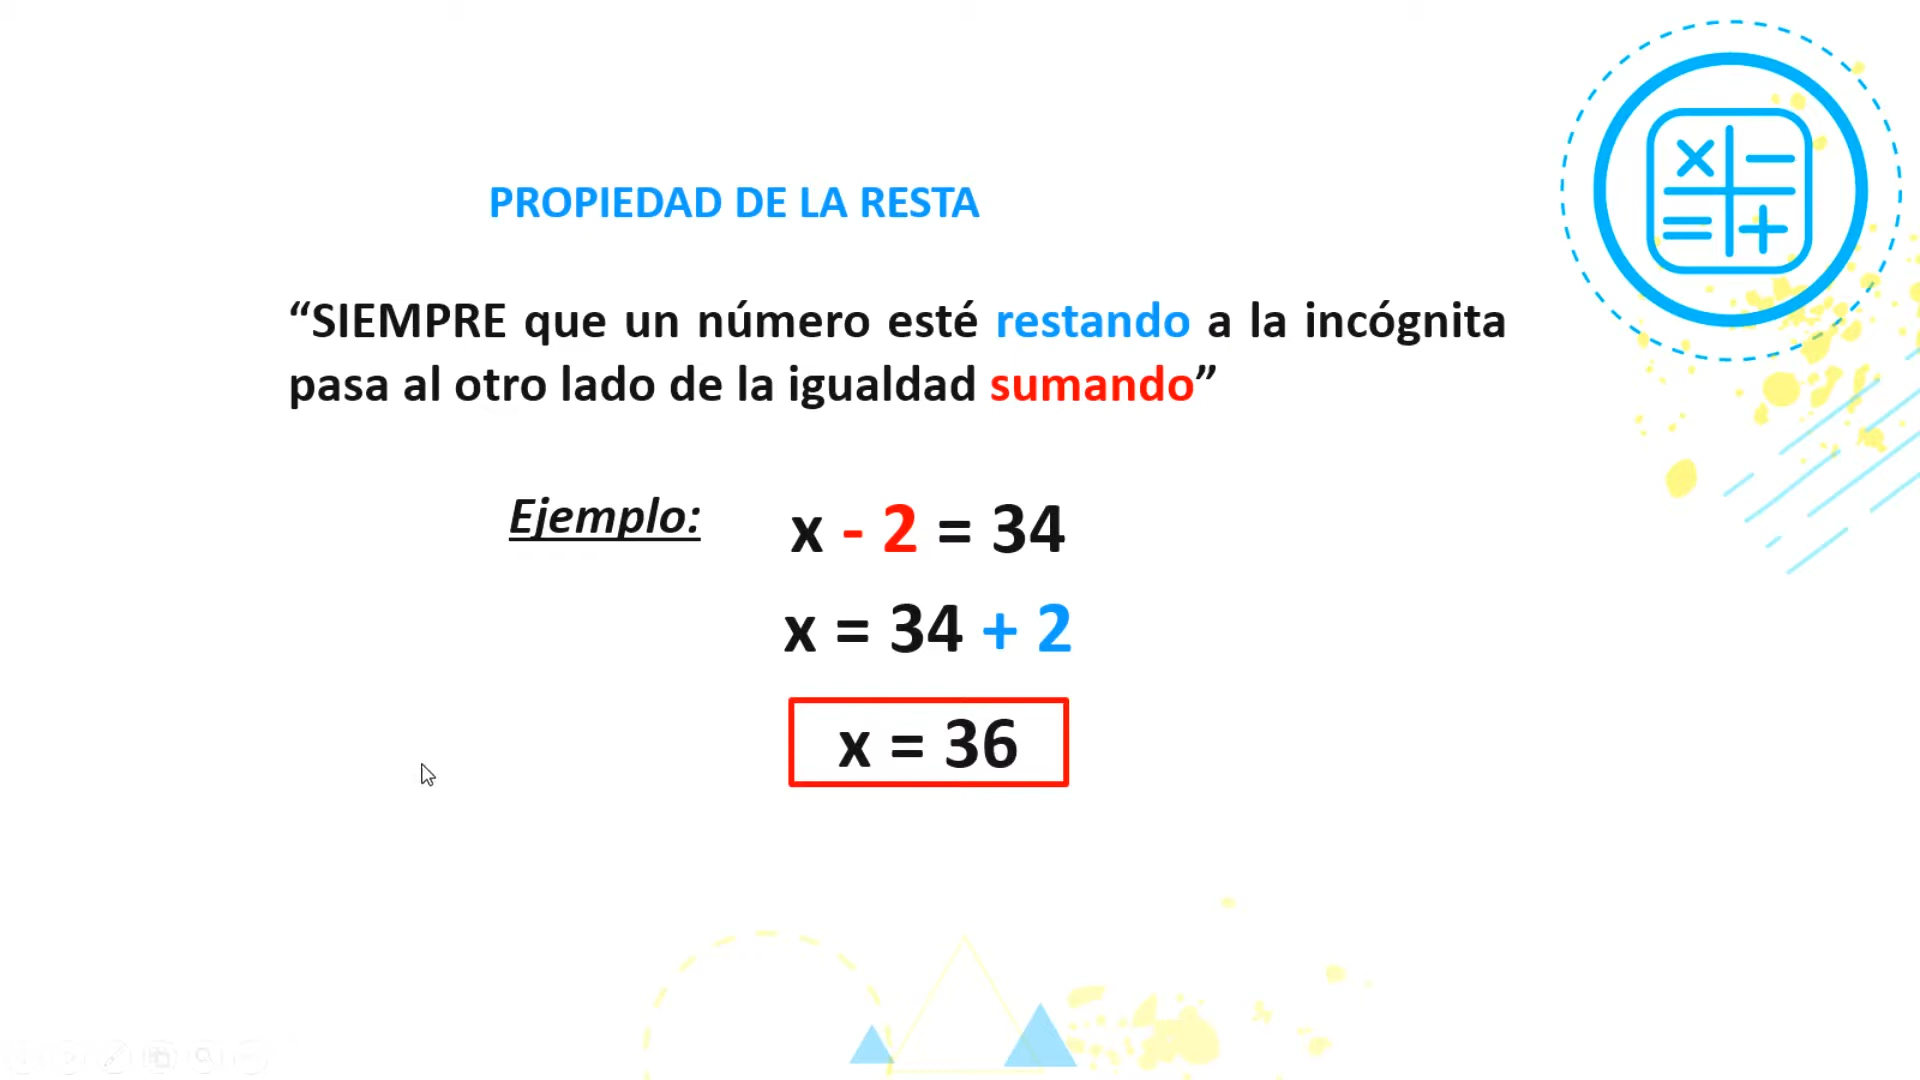 PROPIEDAD DE LA RESTA
“SIEMPRE que un número esté restando a la incógnita
pasa al otro lado de la igualdad sumando”
Ejemplo:
x - 2 = 34
x = 34 + 2
x = 36